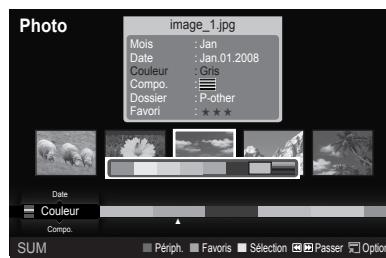 Photo
image_1.jpg
Mois : Jan
Date : Jan.01.2008
Couleur : Gris
Compo. :
Dossier : P-other
Favori : ★★★
Date
Couleur
Compo.
SUM
Périph. Favoris Sélection Passer Option